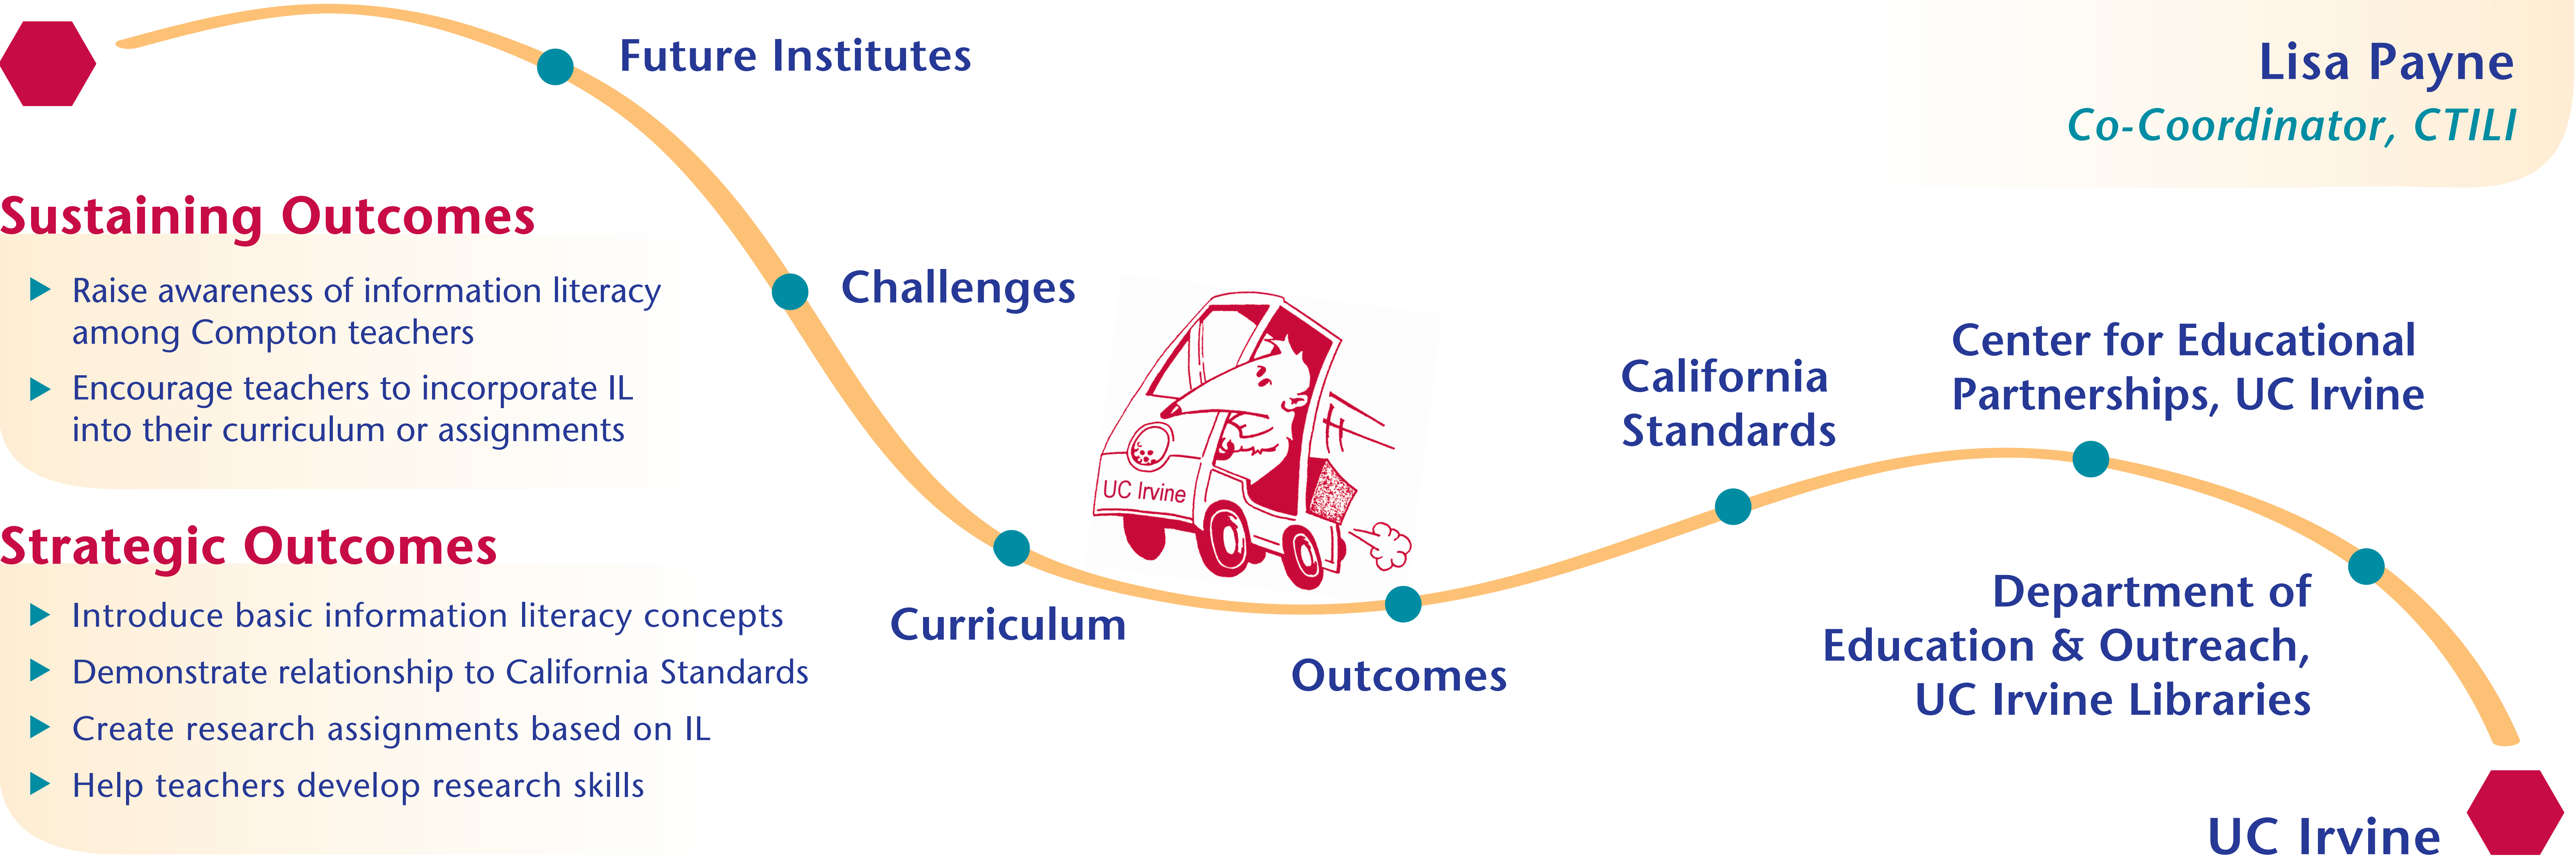 Future Institutes
Lisa Payne
Co-Coordinator, CTILI
Sustaining Outcomes
Raise awareness of information literacy
among Compton teachers
Encourage teachers to incorporate IL
into their curriculum or assignments
Strategic Outcomes
Introduce basic information literacy concepts
Demonstrate relationship to California Standards
Create research assignments based on IL
Help teachers develop research skills
Challenges
UC Irvine
Curriculum
Outcomes
California
Standards
Center for Educational
Partnerships, UC Irvine
Department of
Education & Outreach,
UC Irvine Libraries
UC Irvine